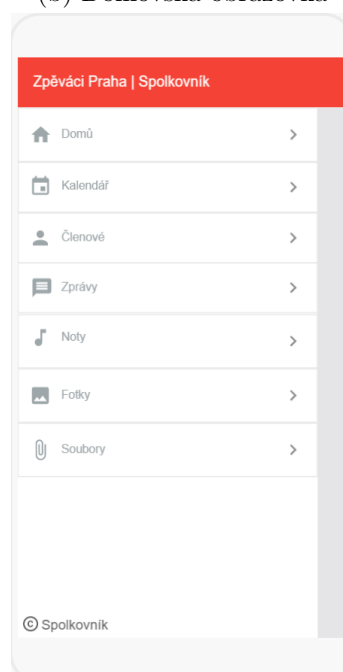 (b) Domovská obrazovka
Zpěváci Praha | Spolkovník
Domů
Kalendář
Členové
Zprávy
Noty
Fotky
Soubory
© Spolkovník